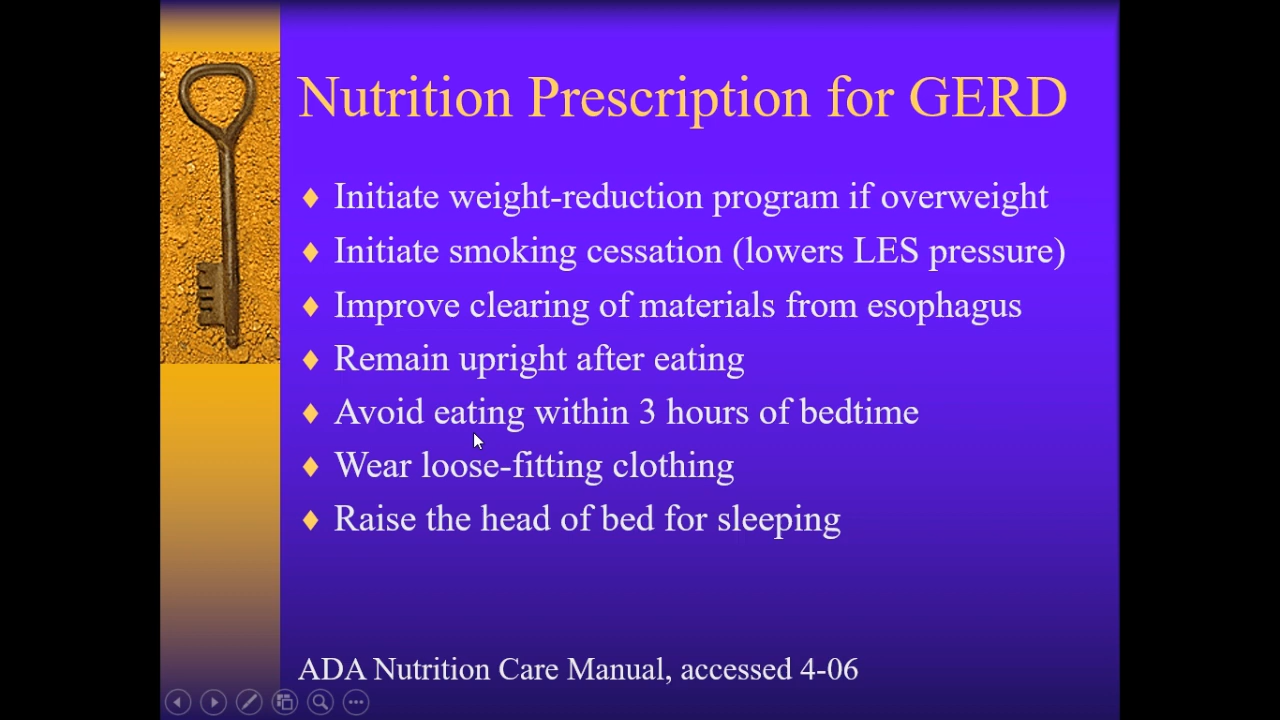 Nutrition Prescription for GERD
Initiate weight-reduction program if overweight
Initiate smoking cessation (lowers LES pressure)
Improve clearing of materials from esophagus
Remain upright after eating
Avoid eating within 3 hours of bedtime
Wear loose-fitting clothing
Raise the head of bed for sleeping
ADA Nutrition Care Manual, accessed 4-06